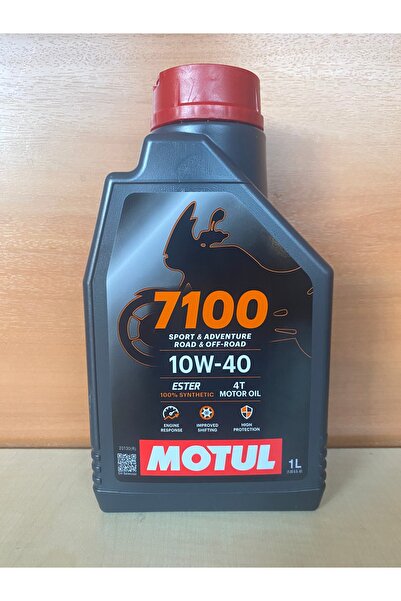 7100
SPORT & ADVENTURE
ROAD & OFF-ROAD
10W-40
ESTER
100% SYNTHETIC
4T
MOTOR OIL
ENGINE
RESPONSE
IMPROVED
SHIFTING
HIGH
PROTECTION
MOTUL
1L